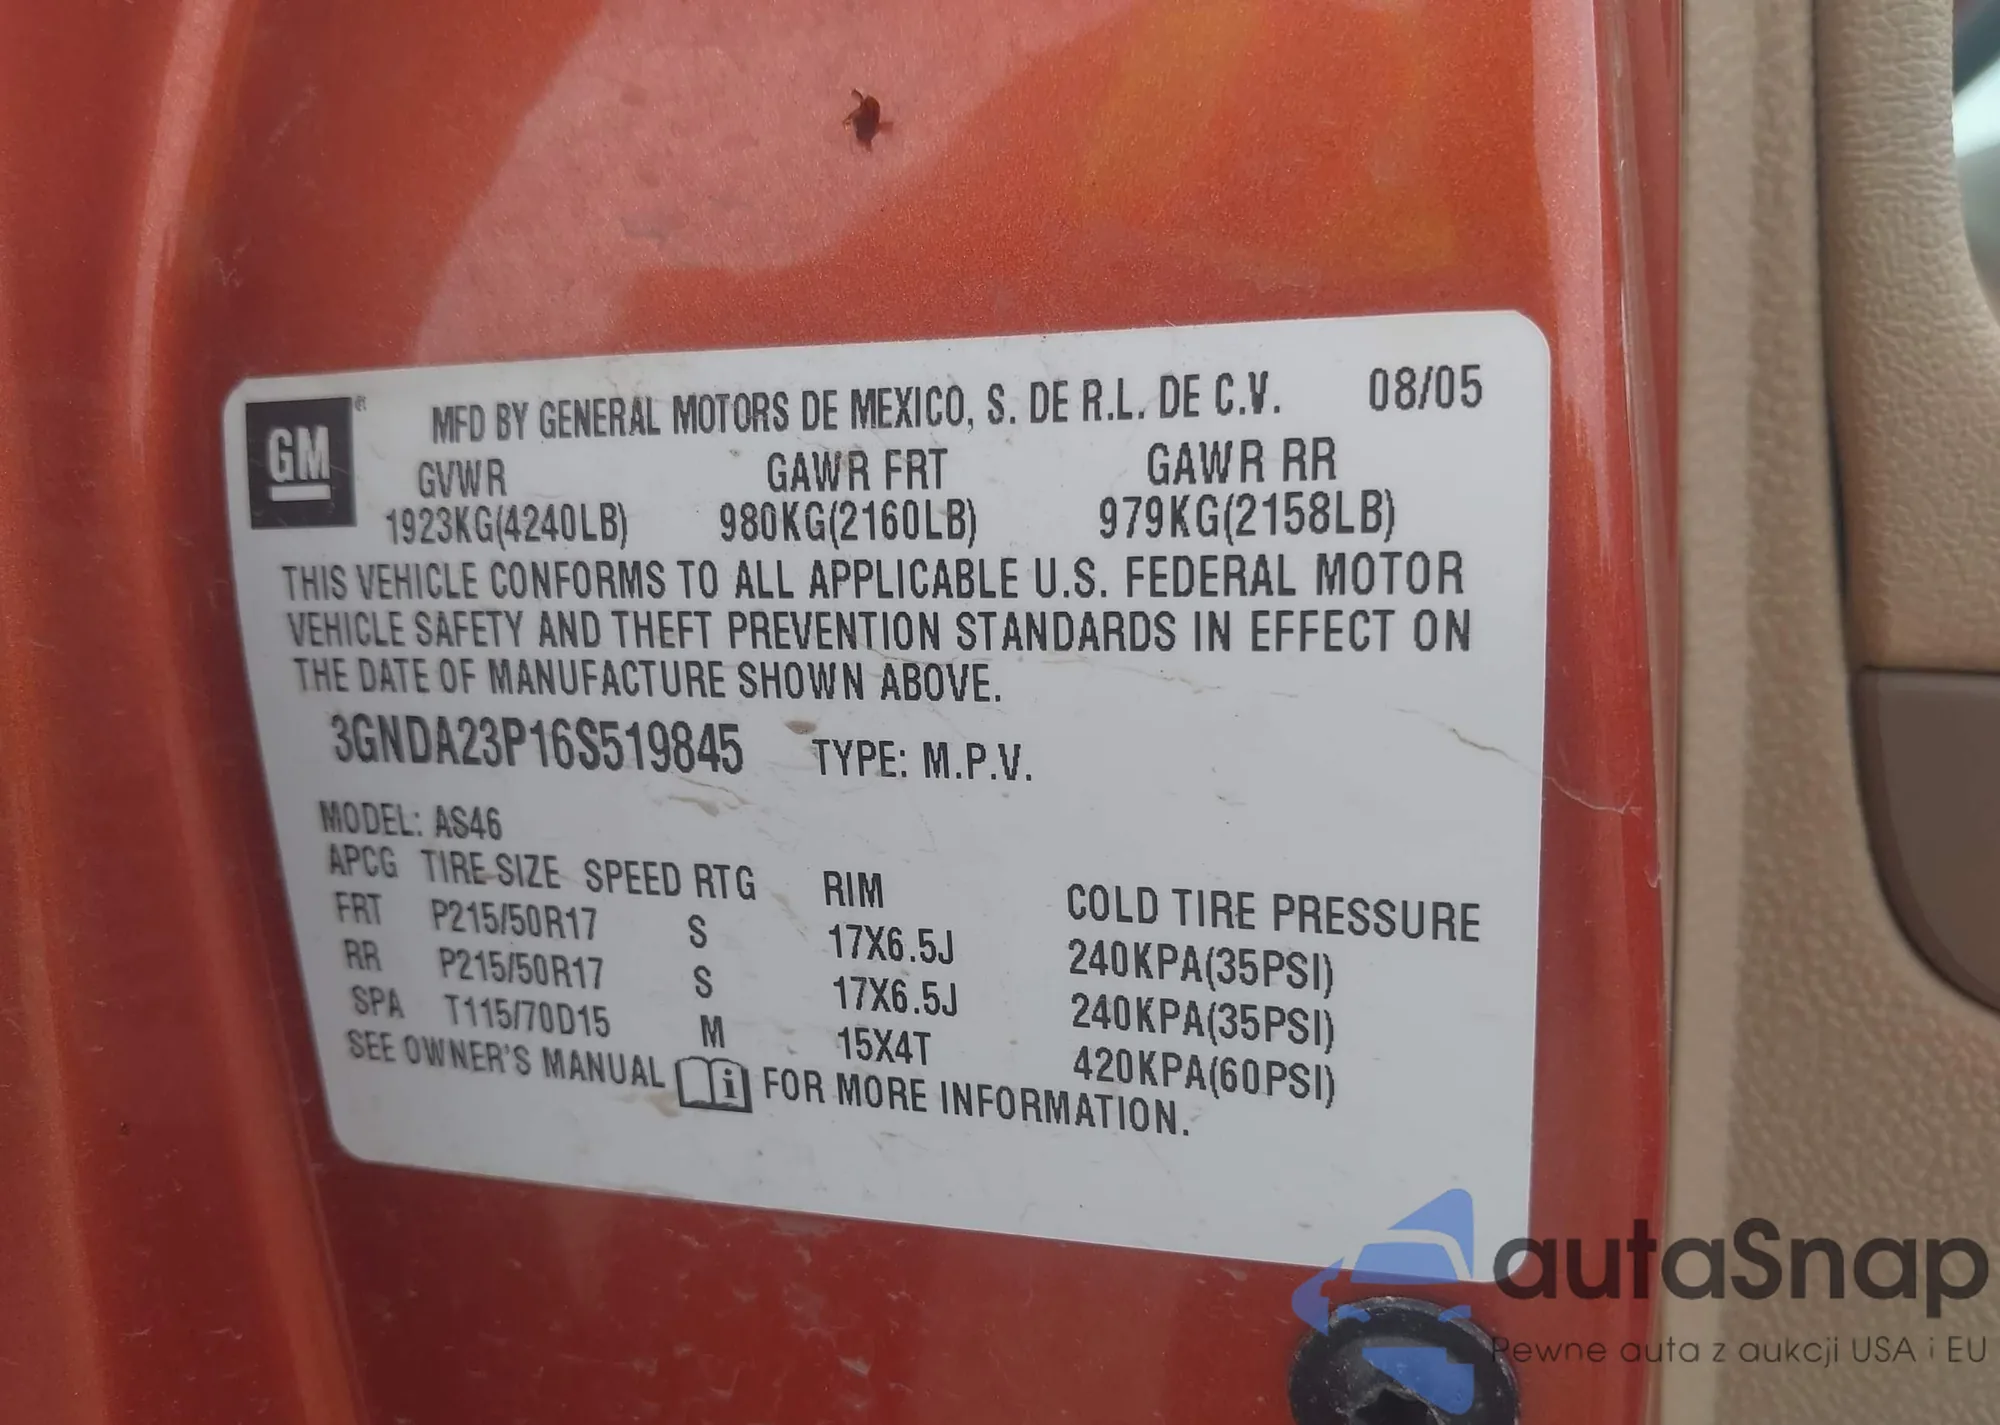 GM
MFD BY GENERAL MOTORS DE MEXICO, S. DE R.L. DE C.V. 08/05
GVWR GAWR FRT GAWR RR
1923KG(4240LB) 980KG(2160LB) 979KG(2158LB)
THIS VEHICLE CONFORMS TO ALL APPLICABLE U.S. FEDERAL MOTOR
VEHICLE SAFETY AND THEFT PREVENTION STANDARDS IN EFFECT ON
THE DATE OF MANUFACTURE SHOWN ABOVE.
3GNDA23P16S519845 TYPE: M.P.V.
MODEL: AS46
APCG TIRE SIZE SPEED RTG RIM COLD TIRE PRESSURE
FRT P215/50R17 S 17X6.5J 240KPA(35PSI)
RR P215/50R17 S 17X6.5J 240KPA(35PSI)
SPA T115/70D15 M 15X4T 420KPA(60PSI)
SEE OWNER'S MANUAL i FOR MORE INFORMATION.
autaSnap
Pewne auta z aukcji USA i EU